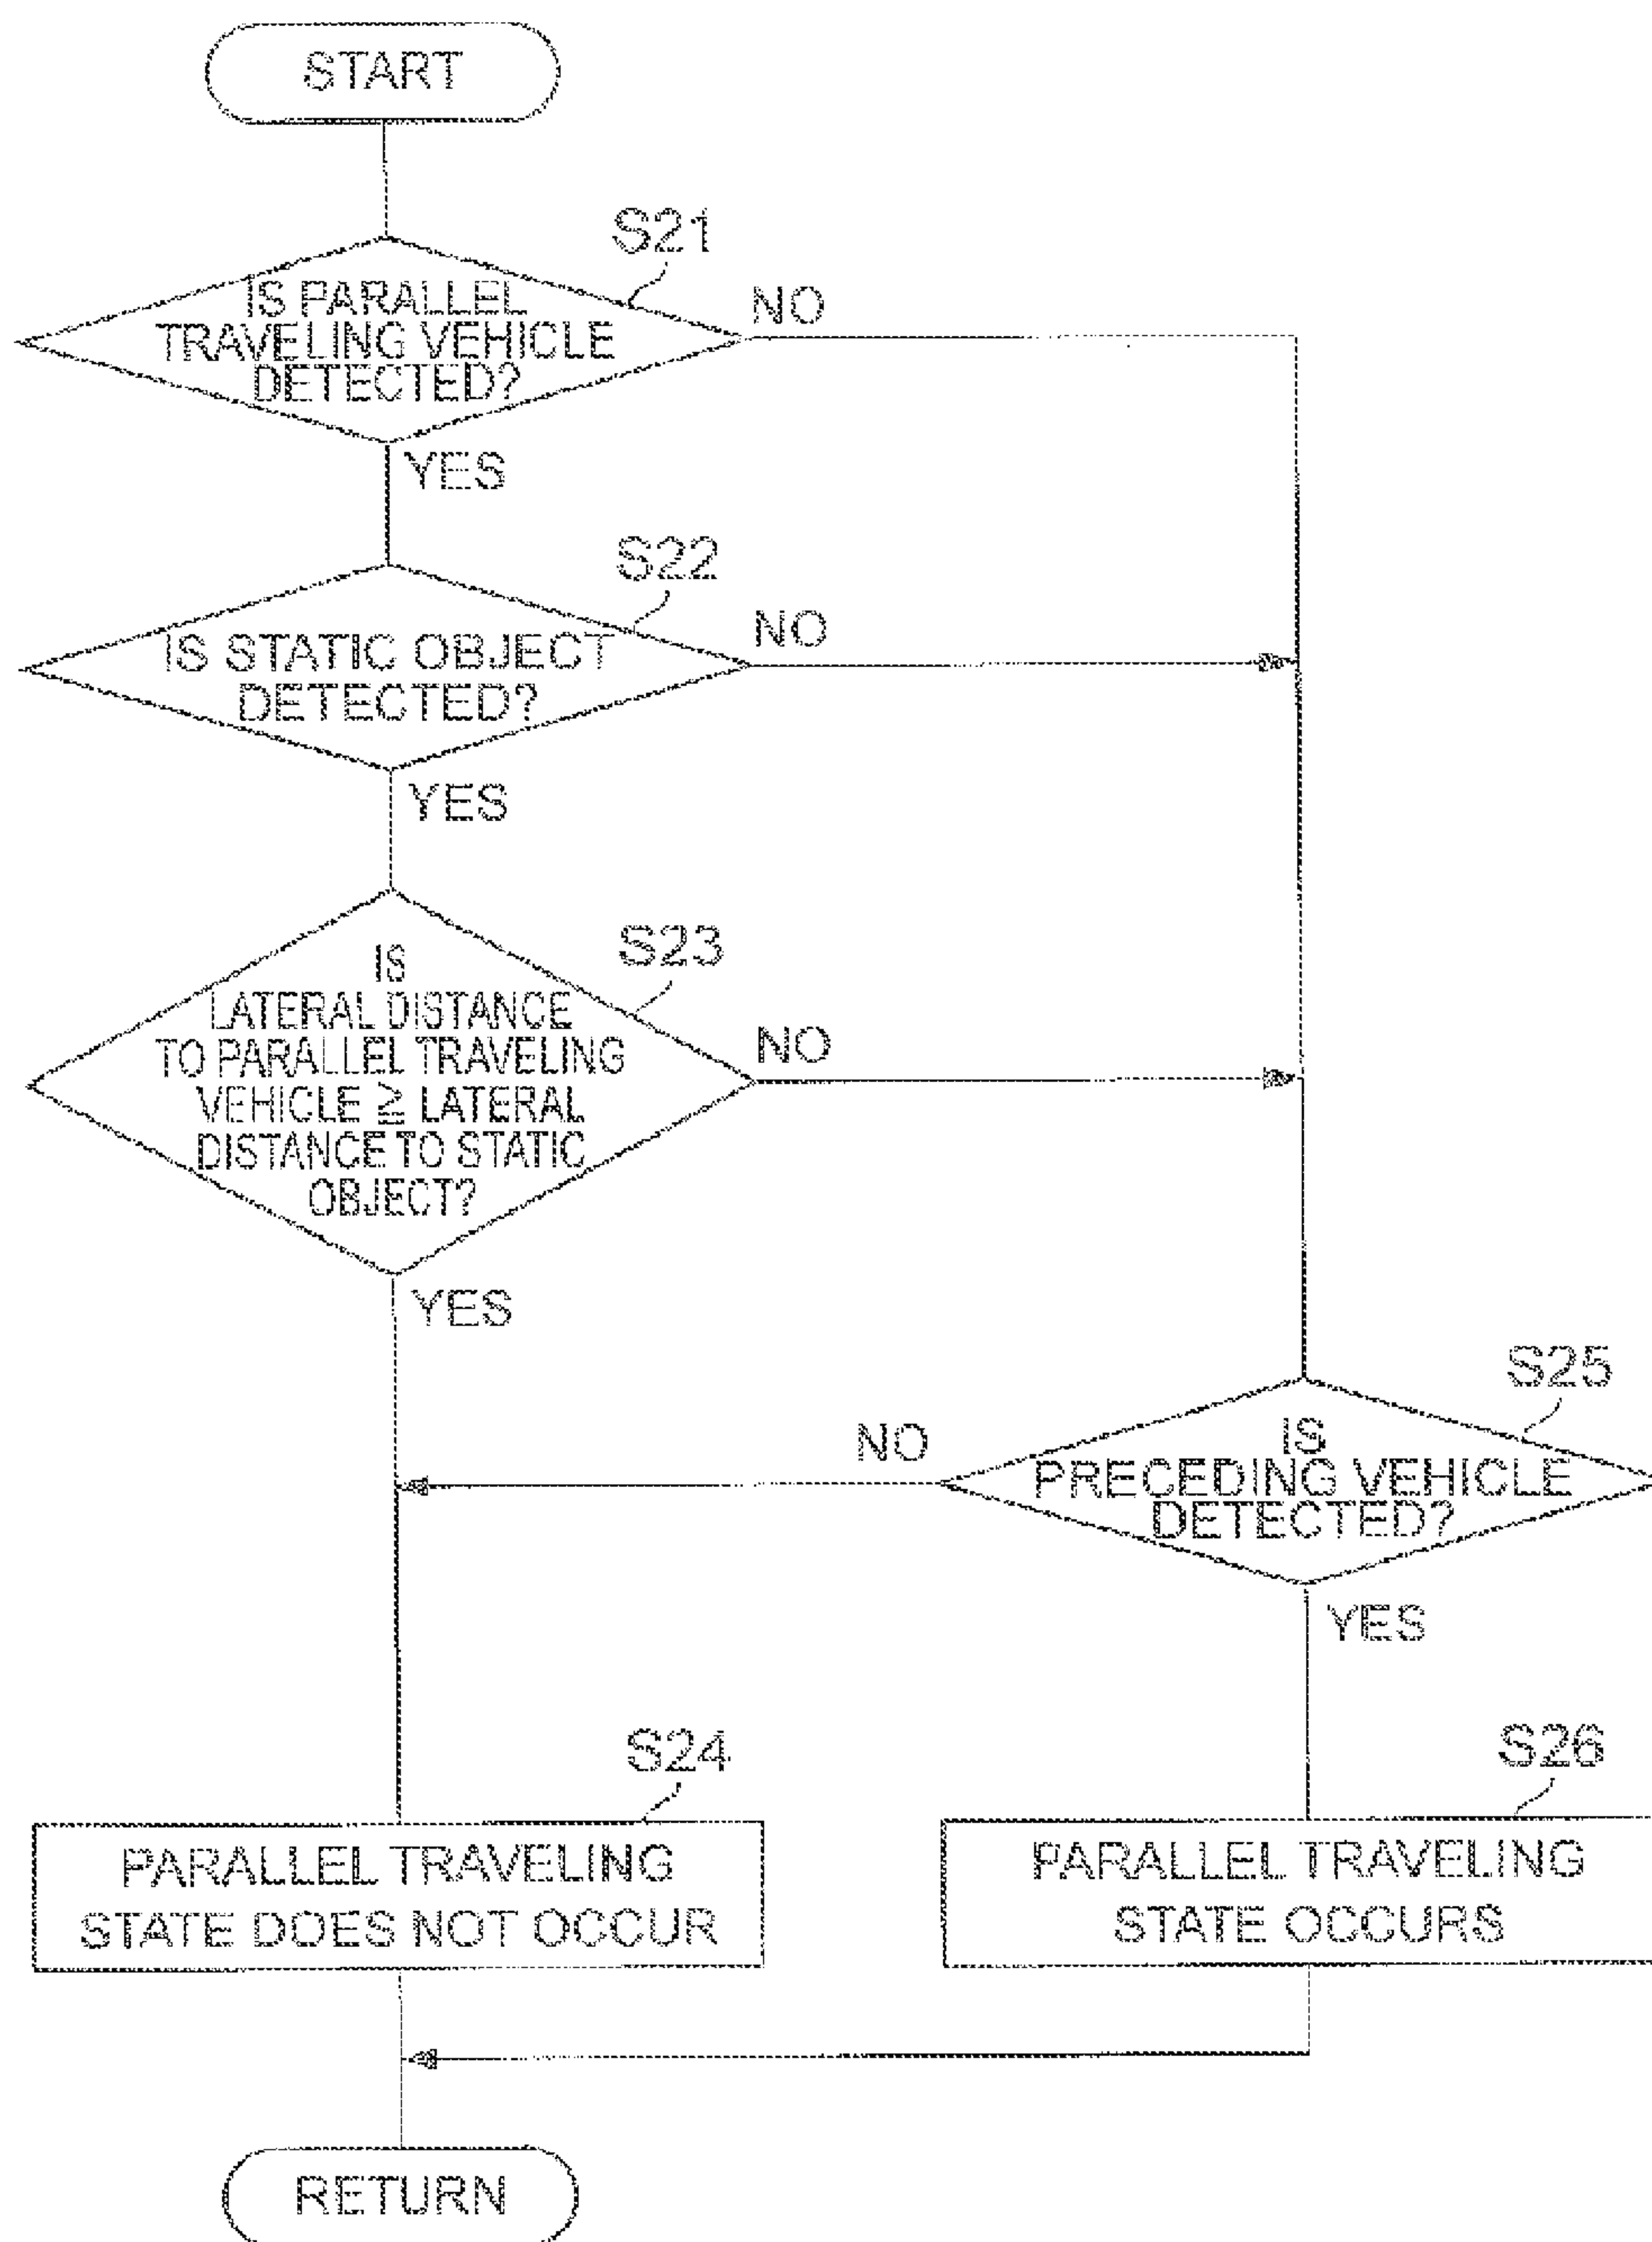 START
S21
IS PARALLEL
TRAVELING VEHICLE
DETECTED?
NO
YES
S22
IS STATIC OBJECT
DETECTED?
NO
YES
S23
IS
LATERAL DISTANCE
TO PARALLEL TRAVELING
VEHICLE ≧ LATERAL
DISTANCE TO STATIC
OBJECT?
NO
YES
S25
IS
PRECEDING VEHICLE
DETECTED?
NO
YES
S24
PARALLEL TRAVELING
STATE DOES NOT OCCUR
S26
PARALLEL TRAVELING
STATE OCCURS
RETURN